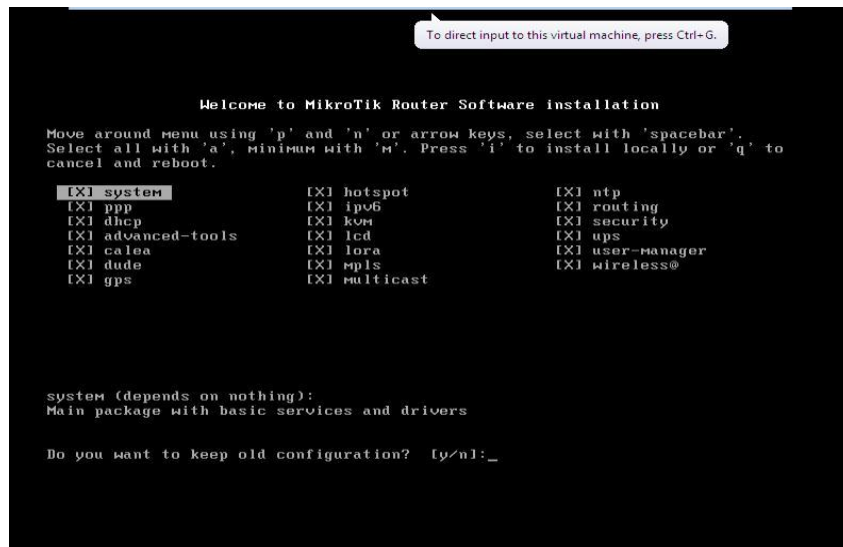 To direct input to this virtual machine, press Ctrl+G.
Welcome to MikroTik Router Software installation
Move around menu using 'p' and 'n' or arrow keys, select with 'spacebar'.
Select all with 'a', minimum with 'm'. Press 'i' to install locally or 'q' to
cancel and reboot.
[X] system [X] hotspot [X] ntp
[X] ppp [X] ipv6 [X] routing
[X] dhcp [X] kvm [X] security
[X] advanced-tools [X] lcd [X] ups
[X] calea [X] lora [X] user-manager
[X] dude [X] mpls [X] wireless@
[X] gps [X] multicast
system (depends on nothing):
Main package with basic services and drivers
Do you want to keep old configuration? [y/n]:_